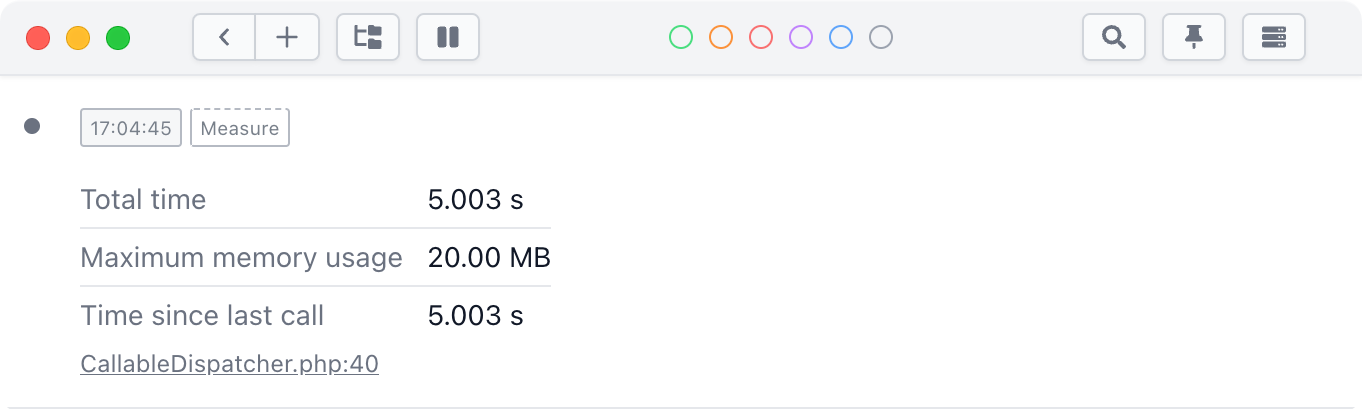 17:04:45 Measure
Total time 5.003 s
Maximum memory usage 20.00 MB
Time since last call 5.003 s
CallableDispatcher.php:40